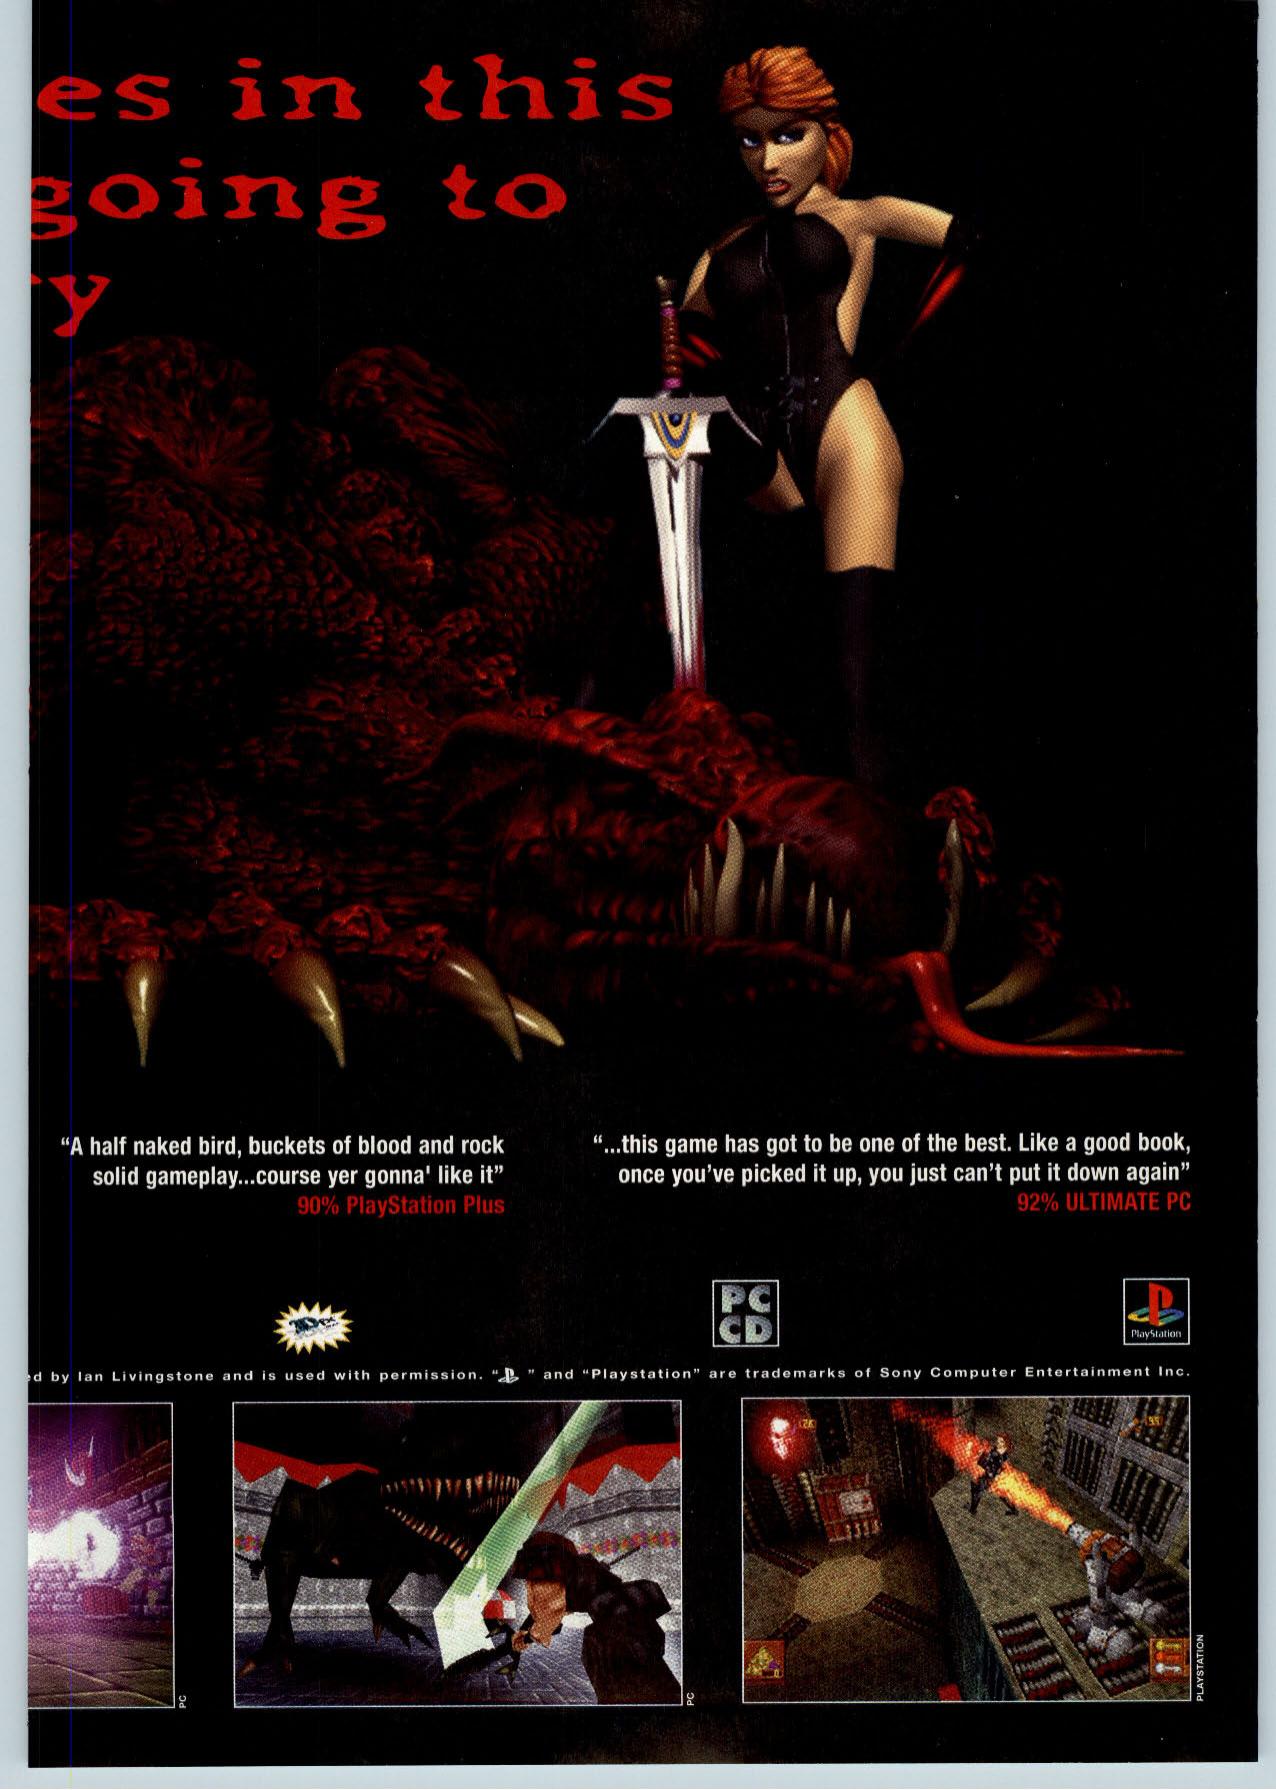 es in this
going to
ry
“A half naked bird, buckets of blood and rock
solid gameplay...course yer gonna' like it”
90% PlayStation Plus
“...this game has got to be one of the best. Like a good book,
once you’ve picked it up, you just can’t put it down again”
92% ULTIMATE PC
PC
CD
PlayStation
ed by Ian Livingstone and is used with permission. “ ” and “Playstation” are trademarks of Sony Computer Entertainment Inc.
PC
PC
PLAYSTATION